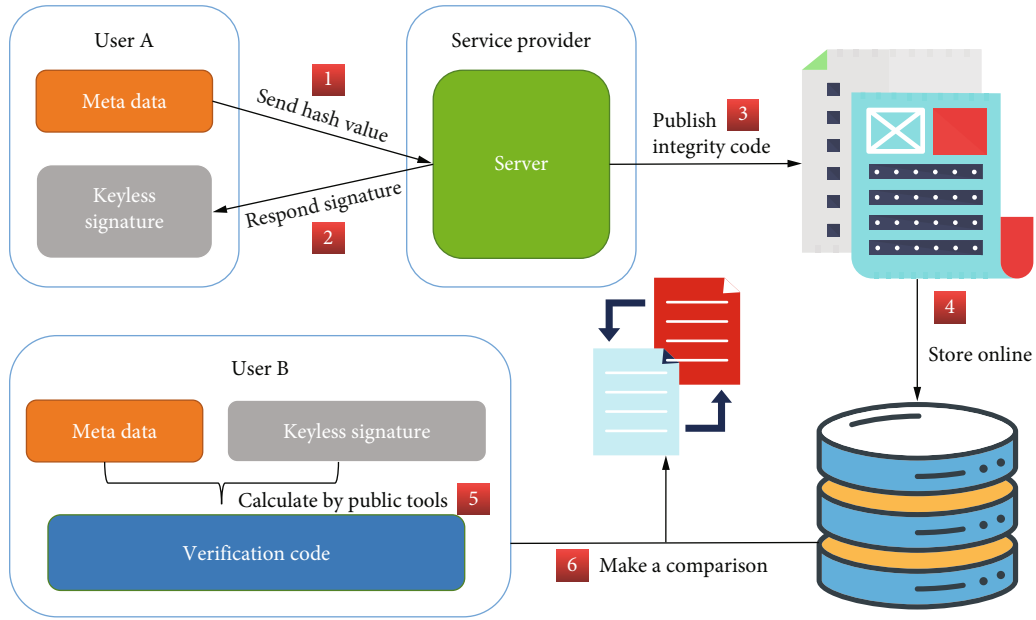 User A
Meta data
Keyless
signature
1
Send hash value
Respond signature
2
Service provider
Server
3
Publish
integrity code
4
Store online
User B
Meta data
Keyless signature
Calculate by public tools
5
Verification code
6
Make a comparison